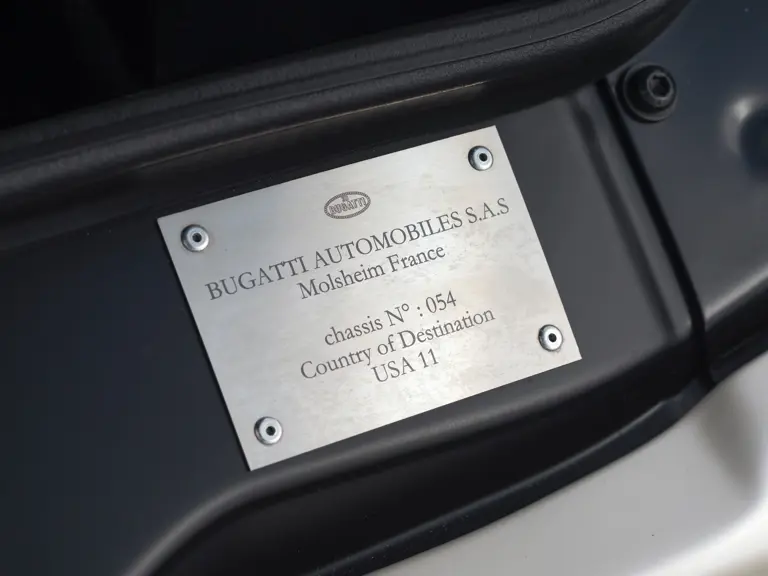 BUGATTI
BUGATTI AUTOMOBILES S.A.S
Molsheim France
chassis N° : 054
Country of Destination
USA 11